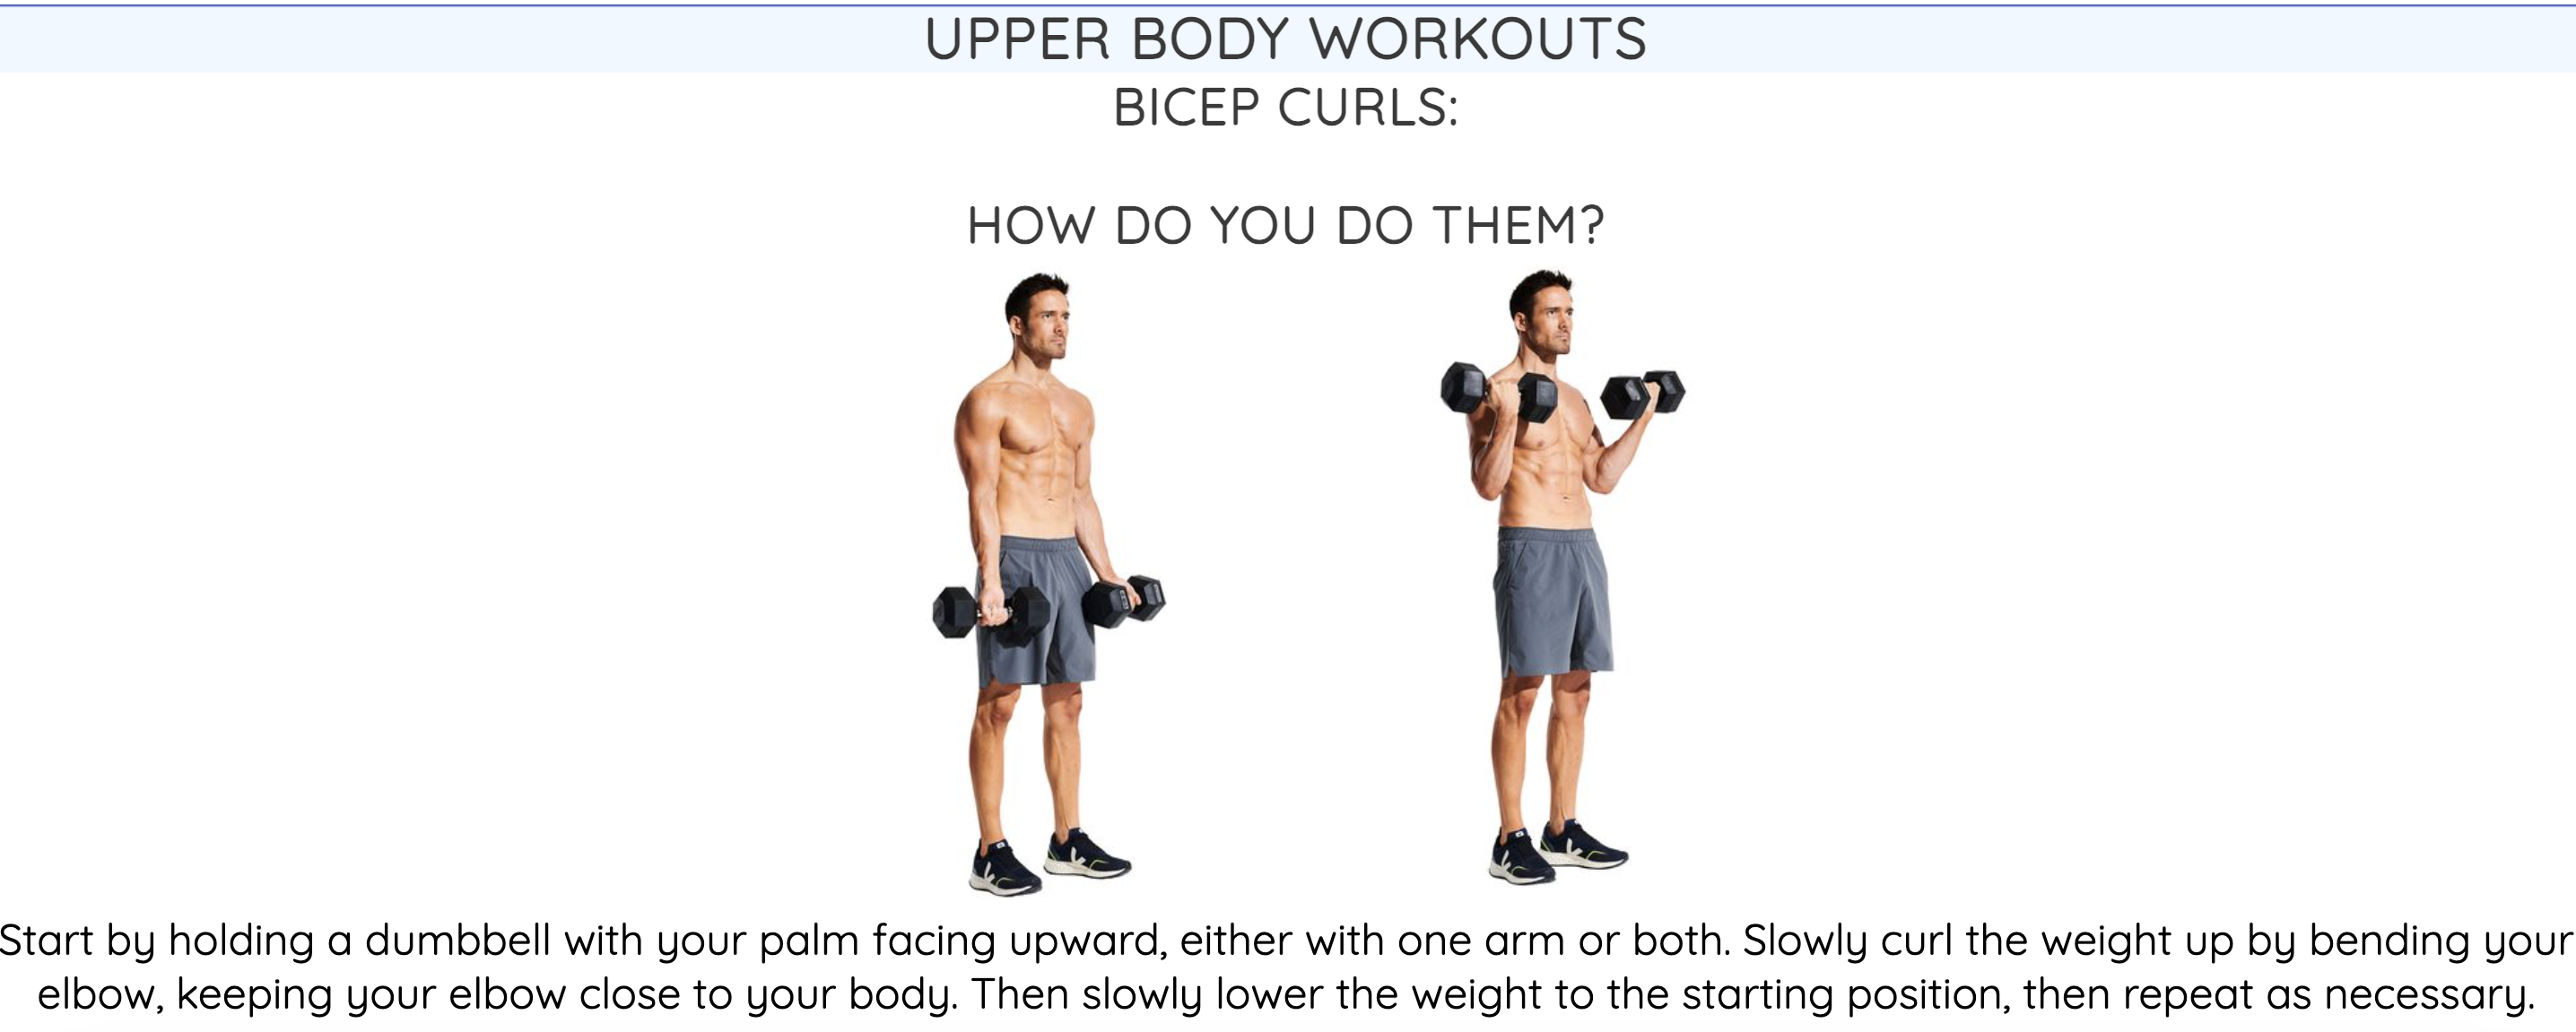 UPPER BODY WORKOUTS
BICEP CURLS:
HOW DO YOU DO THEM?
Start by holding a dumbbell with your palm facing upward, either with one arm or both. Slowly curl the weight up by bending your
elbow, keeping your elbow close to your body. Then slowly lower the weight to the starting position, then repeat as necessary.